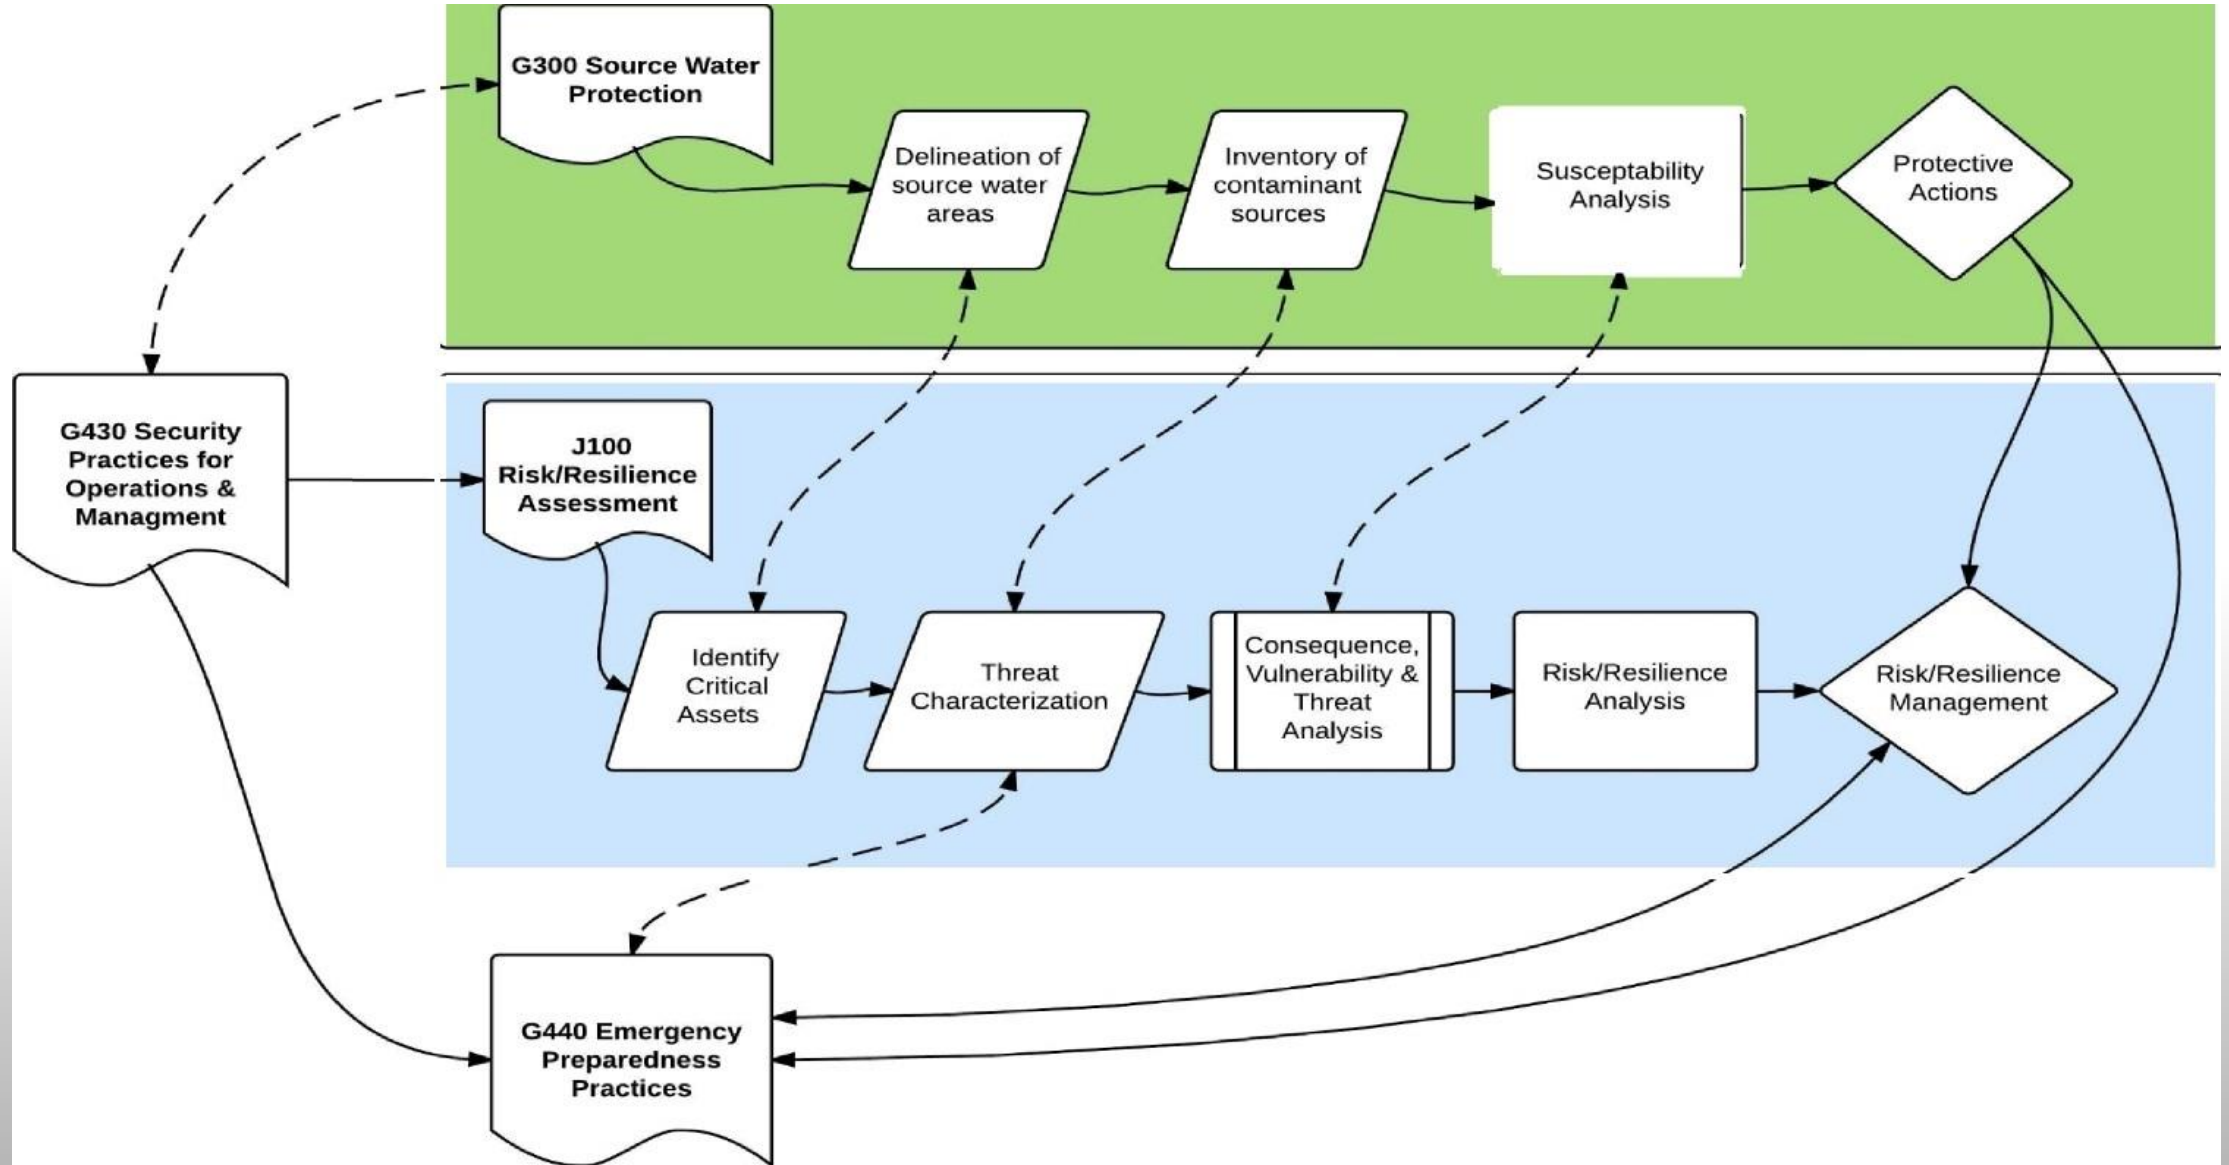 G300 Source Water
Protection
Delineation of
source water
areas
Inventory of
contaminant
sources
Susceptability
Analysis
Protective
Actions
G430 Security
Practices for
Operations &
Managment
J100
Risk/Resilience
Assessment
Identify
Critical
Assets
Threat
Characterization
Consequence,
Vulnerability &
Threat
Analysis
Risk/Resilience
Analysis
Risk/Resilience
Management
G440 Emergency
Preparedness
Practices